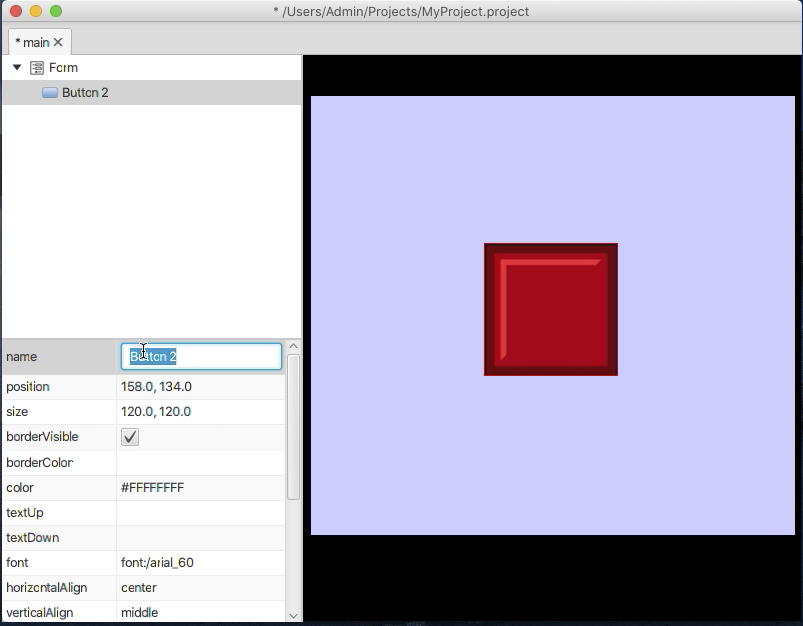 * /Users/Admin/Projects/MyProject.project
* main
Form
Button 2
name Button 2
position 158.0, 134.0
size 120.0, 120.0
borderVisible
borderColor
color #FFFFFFFF
textUp
textDown
font font:/arial_60
horizontalAlign center
verticalAlign middle